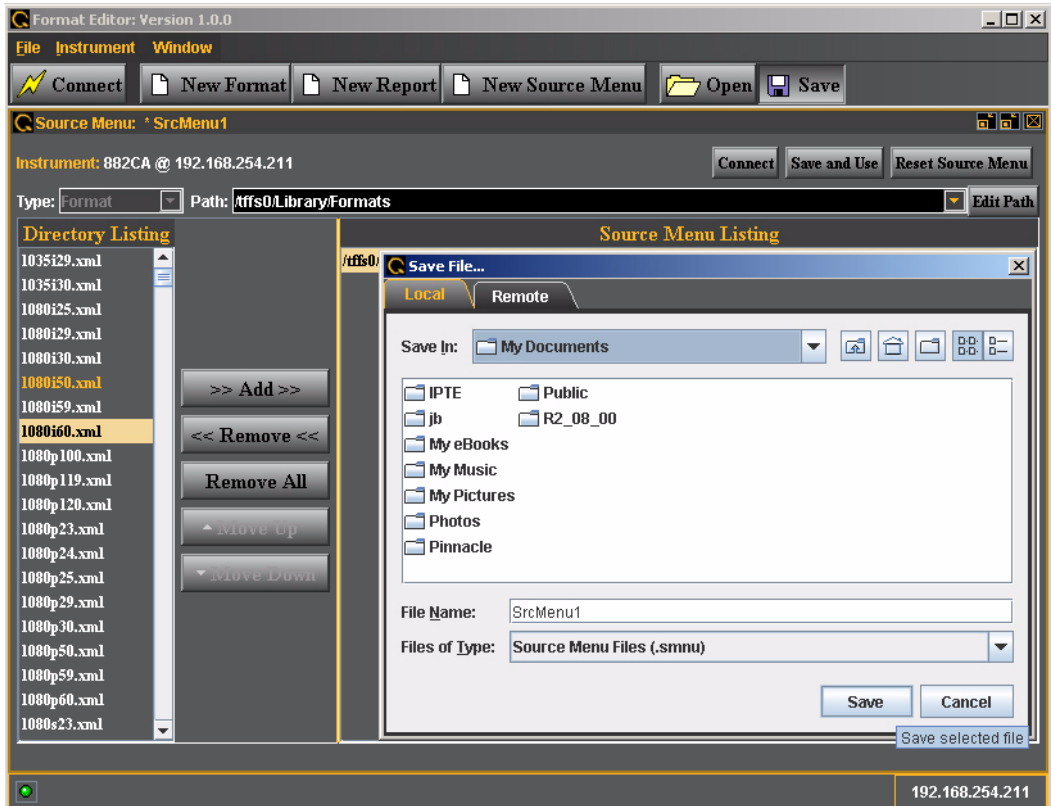 Format Editor: Version 1.0.0
File Instrument Window
Connect New Format New Report New Source Menu Open Save
Source Menu: * SrcMenu1
Instrument: 882CA @ 192.168.254.211
Connect Save and Use Reset Source Menu
Type: Format Path: /tffs0/Library/Formats Edit Path
Directory Listing
1035i29.xml
1035i30.xml
1080i25.xml
1080i29.xml
1080i30.xml
1080i50.xml
1080i59.xml
1080i60.xml
1080p100.xml
1080p119.xml
1080p120.xml
1080p23.xml
1080p24.xml
1080p25.xml
1080p29.xml
1080p30.xml
1080p50.xml
1080p59.xml
1080p60.xml
1080s23.xml
>> Add >>
<< Remove <<
Remove All
Move Up
Move Down
Source Menu Listing
/tffs0/
Save File...
Local Remote
Save In: My Documents
IPTE Public
jb R2_08_00
My eBooks
My Music
My Pictures
Photos
Pinnacle
File Name: SrcMenu1
Files of Type: Source Menu Files (.smnu)
Save Cancel
Save selected file
192.168.254.211